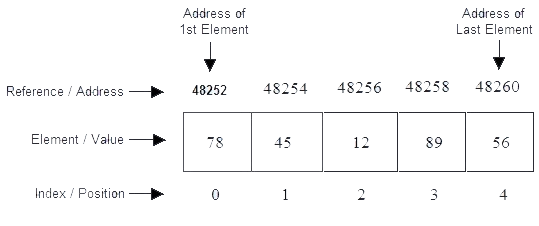 Address of Address of
1st Element Last Element
Reference / Address 48252 48254 48256 48258 48260
Element / Value 78 45 12 89 56
Index / Position 0 1 2 3 4